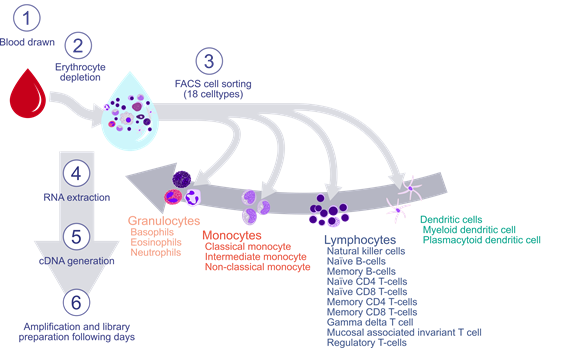 1
Blood drawn
2
Erythrocyte
depletion
3
FACS cell sorting
(18 celltypes)
4
RNA extraction
5
cDNA generation
6
Amplification and library
preparation following days
Granulocytes
Basophils
Eosinophils
Neutrophils
Monocytes
Classical monocyte
Intermediate monocyte
Non-classical monocyte
Lymphocytes
Natural killer cells
Naïve B-cells
Memory B-cells
Naïve CD4 T-cells
Naïve CD8 T-cells
Memory CD4 T-cells
Memory CD8 T-cells
Gamma delta T cell
Mucosal associated invariant T cell
Regulatory T-cells
Dendritic cells
Myeloid dendritic cell
Plasmacytoid dendritic cell